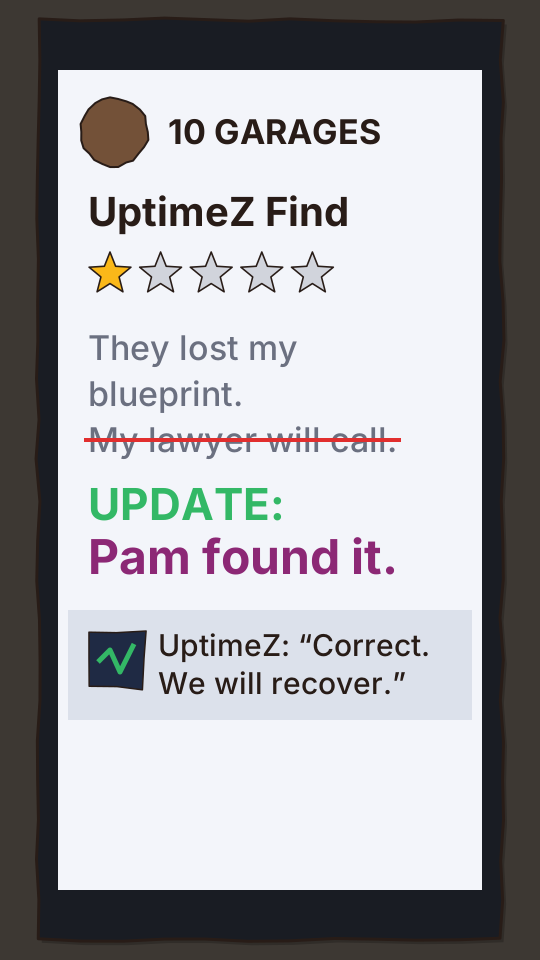 10 GARAGES
UptimeZ Find
They lost my
blueprint.
My lawyer will call.
UPDATE:
Pam found it.
UptimeZ: “Correct.
We will recover.”